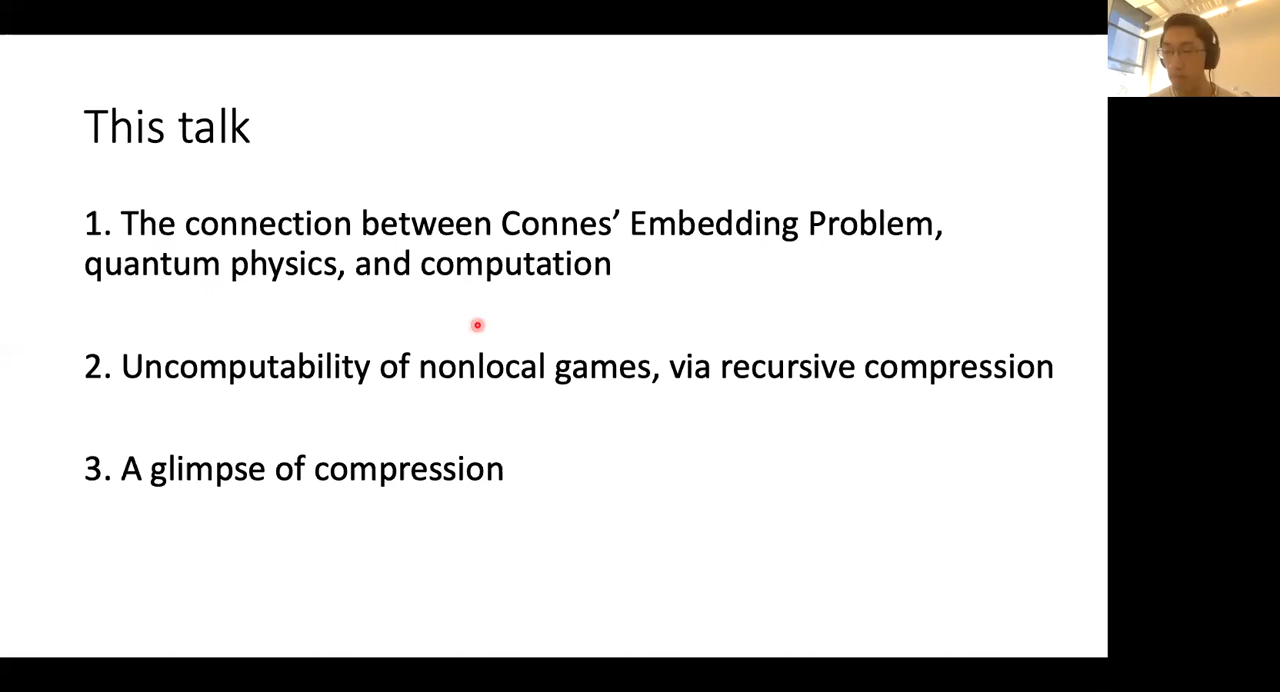 This talk
1. The connection between Connes’ Embedding Problem,
quantum physics, and computation
2. Uncomputability of nonlocal games, via recursive compression
3. A glimpse of compression